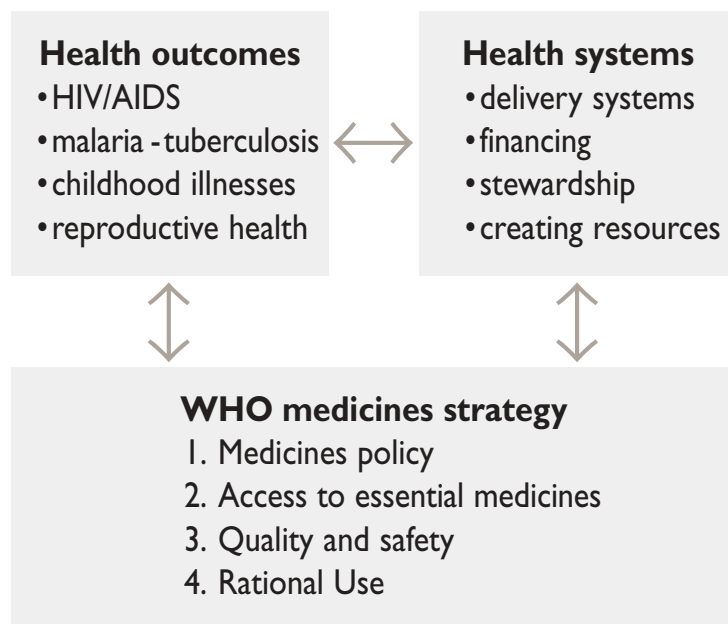 Health outcomes
•HIV/AIDS
•malaria - tuberculosis
•childhood illnesses
•reproductive health
Health systems
•delivery systems
•financing
•stewardship
•creating resources
WHO medicines strategy
1. Medicines policy
2. Access to essential medicines
3. Quality and safety
4. Rational Use